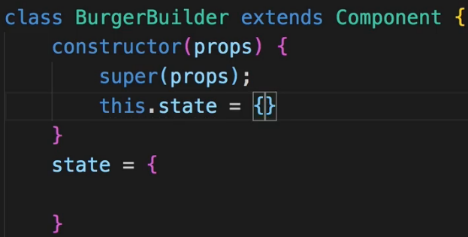 class BurgerBuilder extends Component {
    constructor(props) {
        super(props);
        this.state = {}
    }
    state = {

    }